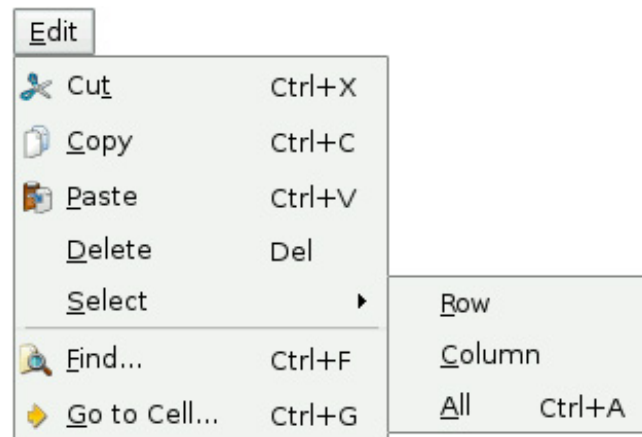 Edit
Cut Ctrl+X
Copy Ctrl+C
Paste Ctrl+V
Delete Del
Select
Find... Ctrl+F
Go to Cell... Ctrl+G
Row
Column
All Ctrl+A